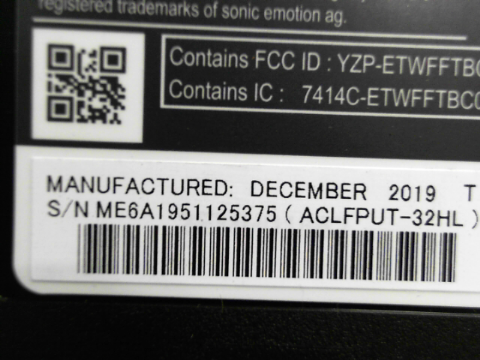 registered trademarks of sonic emotion ag.
Contains FCC ID : YZP-ETWFFTBC
Contains IC : 7414C-ETWFFTBC0
MANUFACTURED: DECEMBER 2019 T
S/N ME6A1951125375 ( ACLFPUT-32HL )